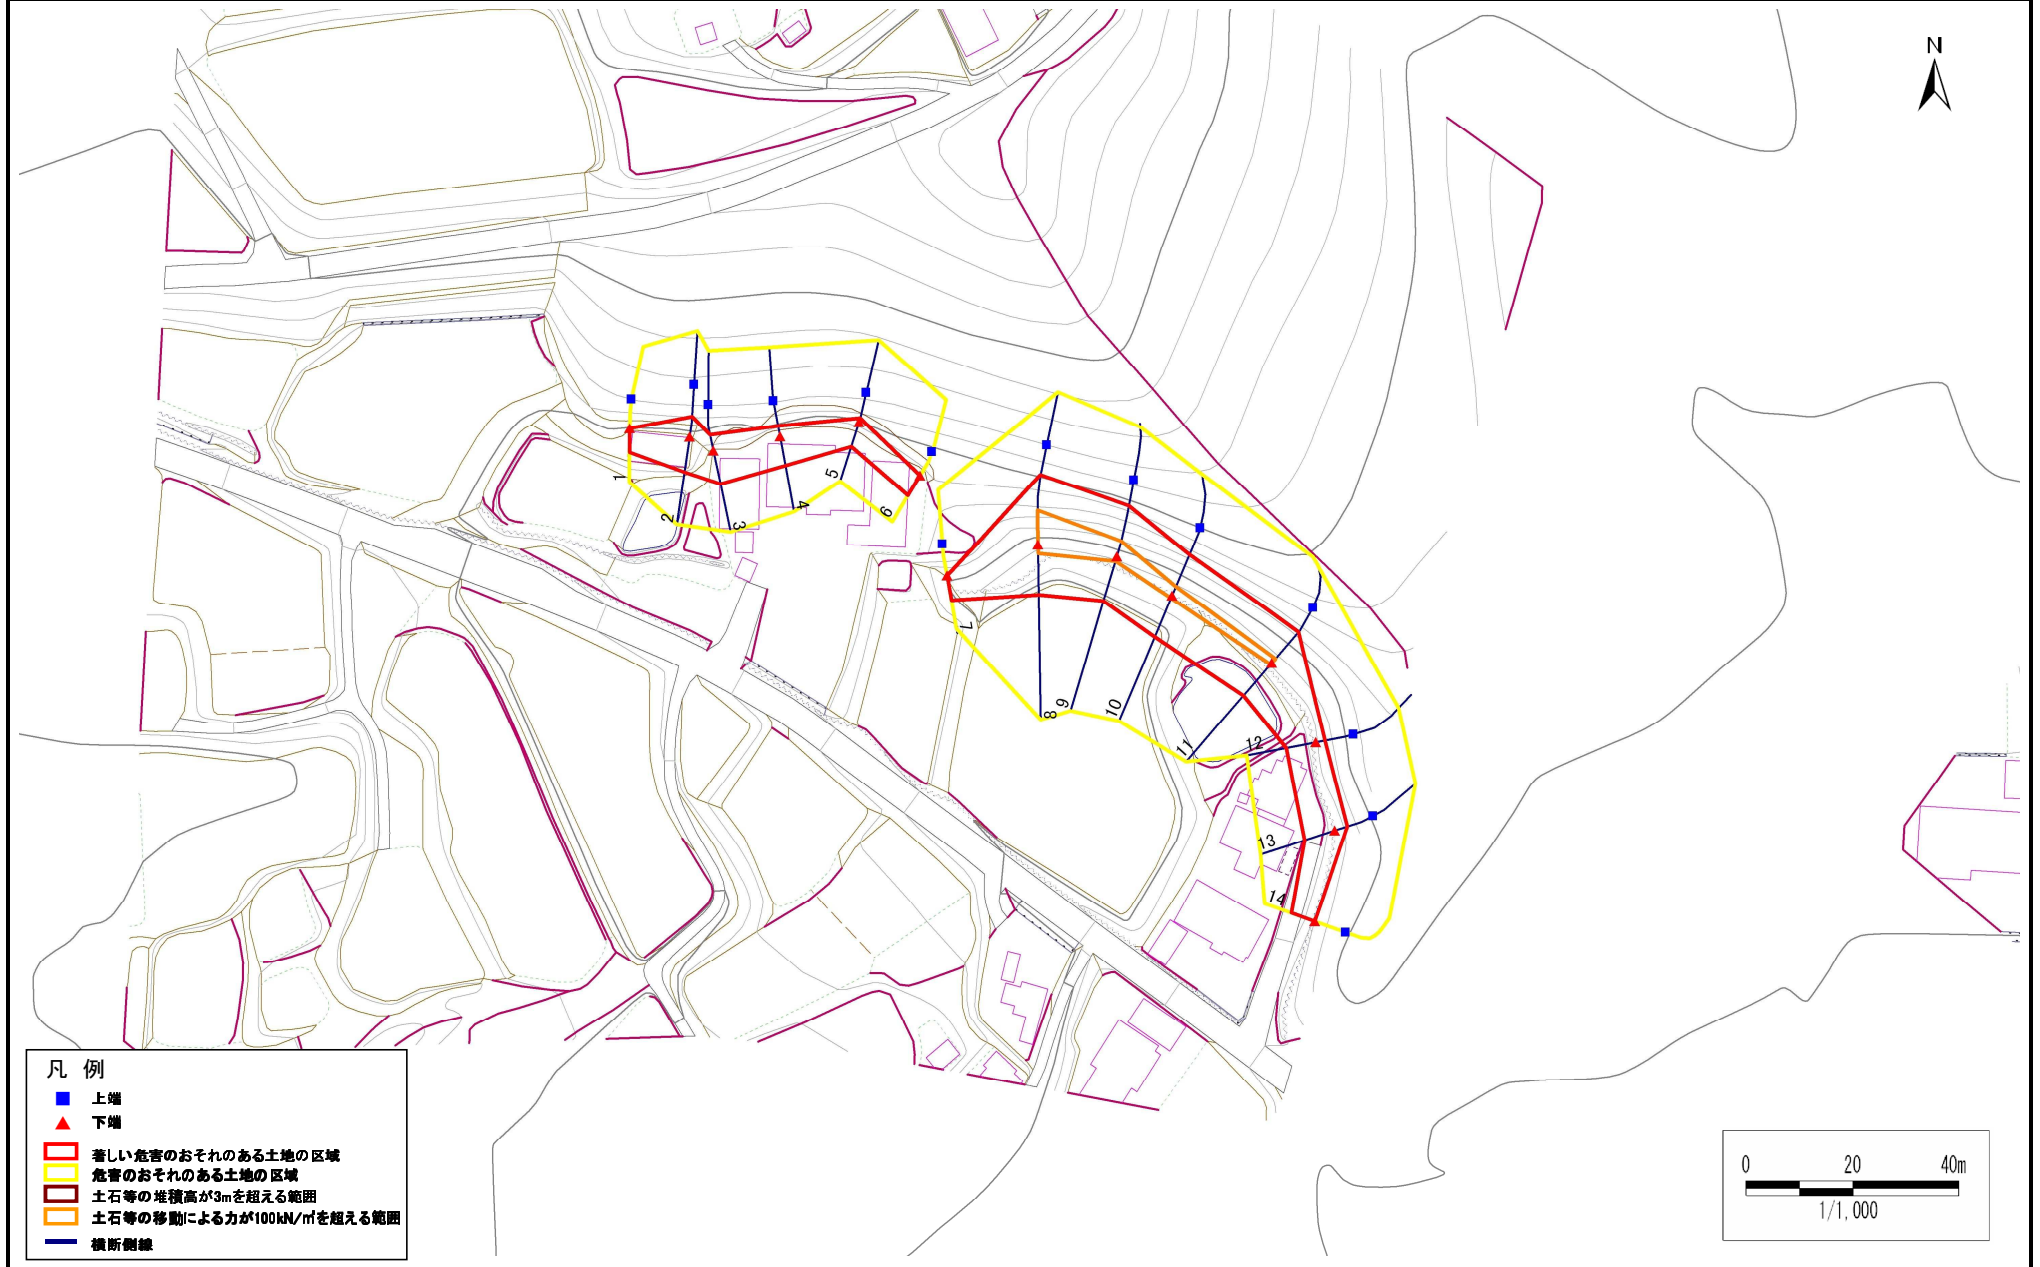 N
1
2
3
4
5
6
7
8
9
10
11
12
13
14
凡 例
上端
下端
著しい危害のおそれのある土地の区域
危害のおそれのある土地の区域
土石等の堆積高が3mを超える範囲
土石等の移動による力が100kN/㎡を超える範囲
横断側線
0 20 40m
1/1,000